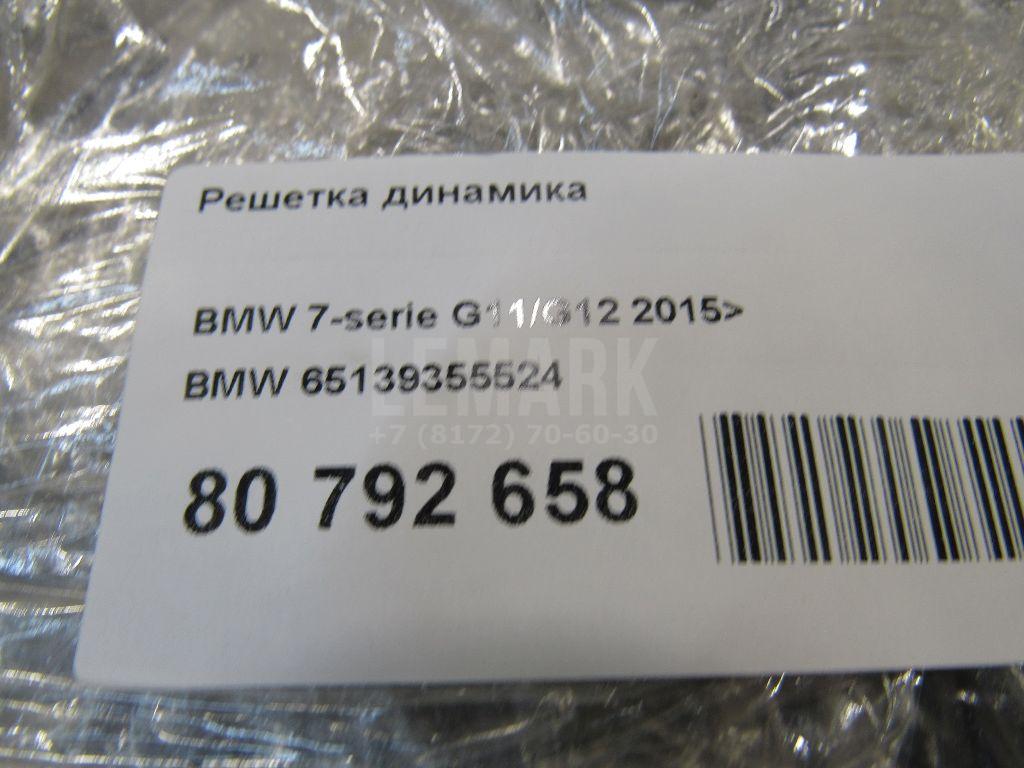 Решетка динамика
BMW 7-serie G11/G12 2015>
BMW 65139355524
LEMARK
+7 (8172) 70-60-30
80 792 658